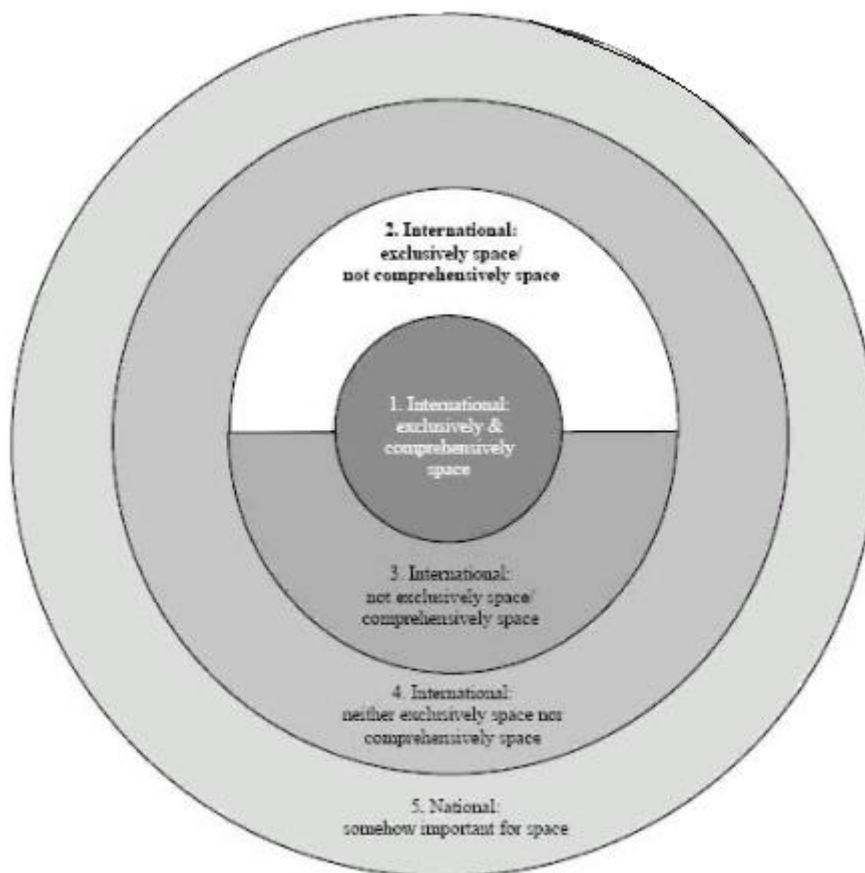 2. International:
exclusively space/
not comprehensively space
1. International:
exclusively &
comprehensively
space
3. International:
not exclusively space/
comprehensively space
4. International:
neither exclusively space nor
comprehensively space
5. National:
somehow important for space